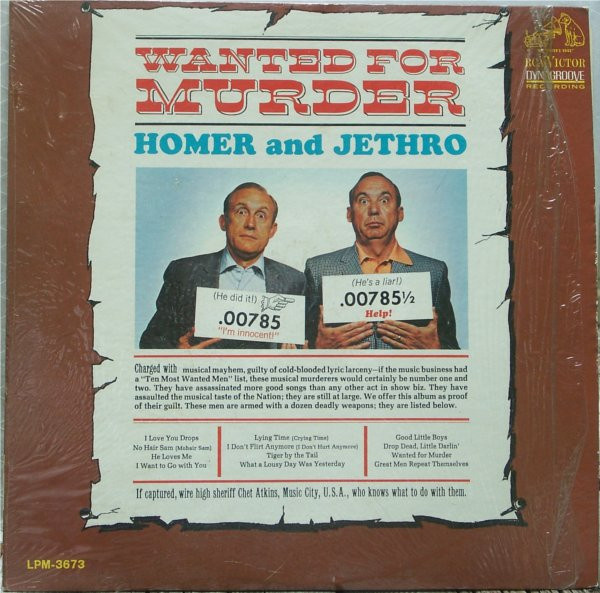 WANTED FOR
MURDER
HOMER and JETHRO
RCA VICTOR
DYNAGROOVE
RECORDING
(He did it!)
.00785
"I'm innocent!"
(He's a liar!)
.00785½
Help!
Charged with musical mayhem, guilty of cold-blooded lyric larceny—if the music business had
a "Ten Most Wanted Men" list, these musical murderers would certainly be number one and
two. They have assassinated more good songs than any other act in show biz. They have
assaulted the musical taste of the Nation; they are still at large. We offer this album as proof
of their guilt. These men are armed with a dozen deadly weapons; they are listed below.
I Love You Drops
No Hair Sam (Mohair Sam)
He Loves Me
I Want to Go with You
Lying Time (Crying Time)
I Don't Flirt Anymore (I Don't Hurt Anymore)
Tiger by the Tail
What a Lousy Day Was Yesterday
Good Little Boys
Drop Dead, Little Darlin'
Wanted for Murder
Great Men Repeat Themselves
If captured, wire high sheriff Chet Atkins, Music City, U.S.A., who knows what to do with them.
LPM-3673